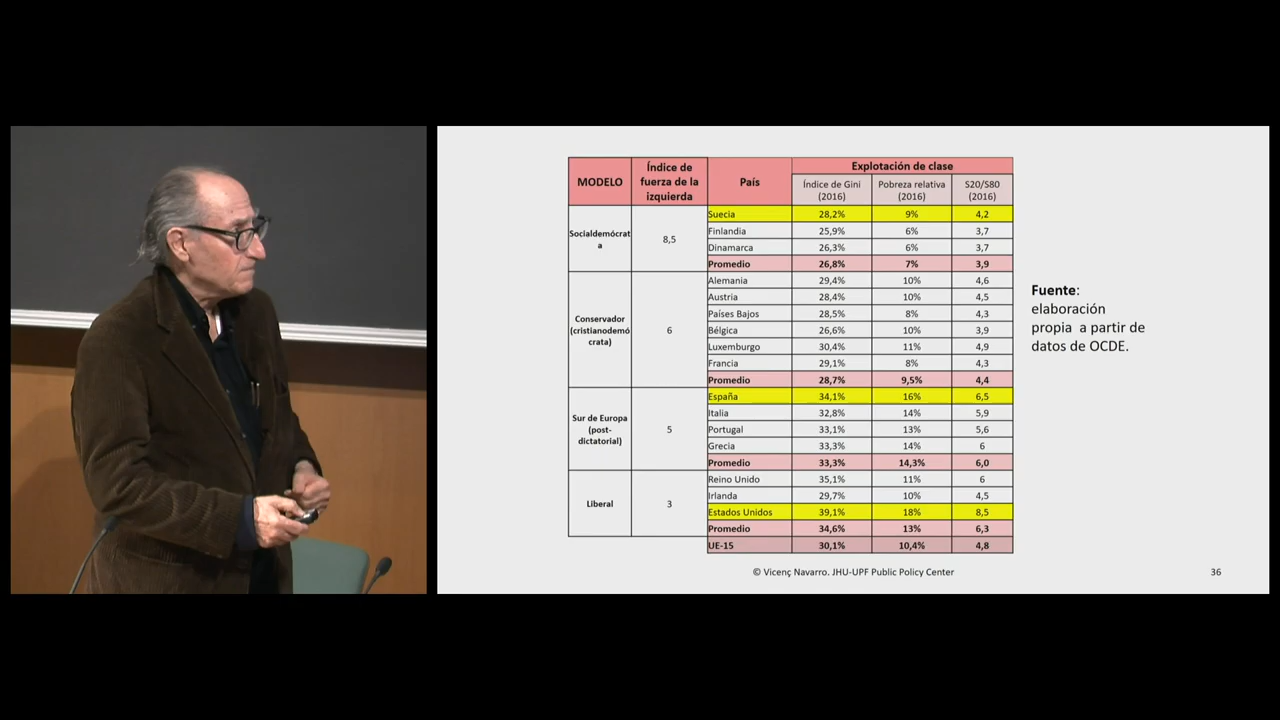 MODELO
Índice de
fuerza de la
izquierda
País
Explotación de clase
Índice de Gini
(2016)
Pobreza relativa
(2016)
S20/S80
(2016)
Socialdemócrat
a
8,5
Suecia 28,2% 9% 4,2
Finlandia 25,9% 6% 3,7
Dinamarca 26,3% 6% 3,7
Promedio 26,8% 7% 3,9
Conservador
(cristianodemó
crata)
6
Alemania 29,4% 10% 4,6
Austria 28,4% 10% 4,5
Países Bajos 28,5% 8% 4,3
Bélgica 26,6% 10% 3,9
Luxemburgo 30,4% 11% 4,9
Francia 29,1% 8% 4,3
Promedio 28,7% 9,5% 4,4
Sur de Europa
(post-
dictatorial)
5
España 34,1% 16% 6,5
Italia 32,8% 14% 5,9
Portugal 33,1% 13% 5,6
Grecia 33,3% 14% 6
Promedio 33,3% 14,3% 6,0
Liberal
3
Reino Unido 35,1% 11% 6
Irlanda 29,7% 10% 4,5
Estados Unidos 39,1% 18% 8,5
Promedio 34,6% 13% 6,3
UE-15 30,1% 10,4% 4,8
Fuente:
elaboración
propia a partir de
datos de OCDE.
© Vicenç Navarro. JHU-UPF Public Policy Center
36